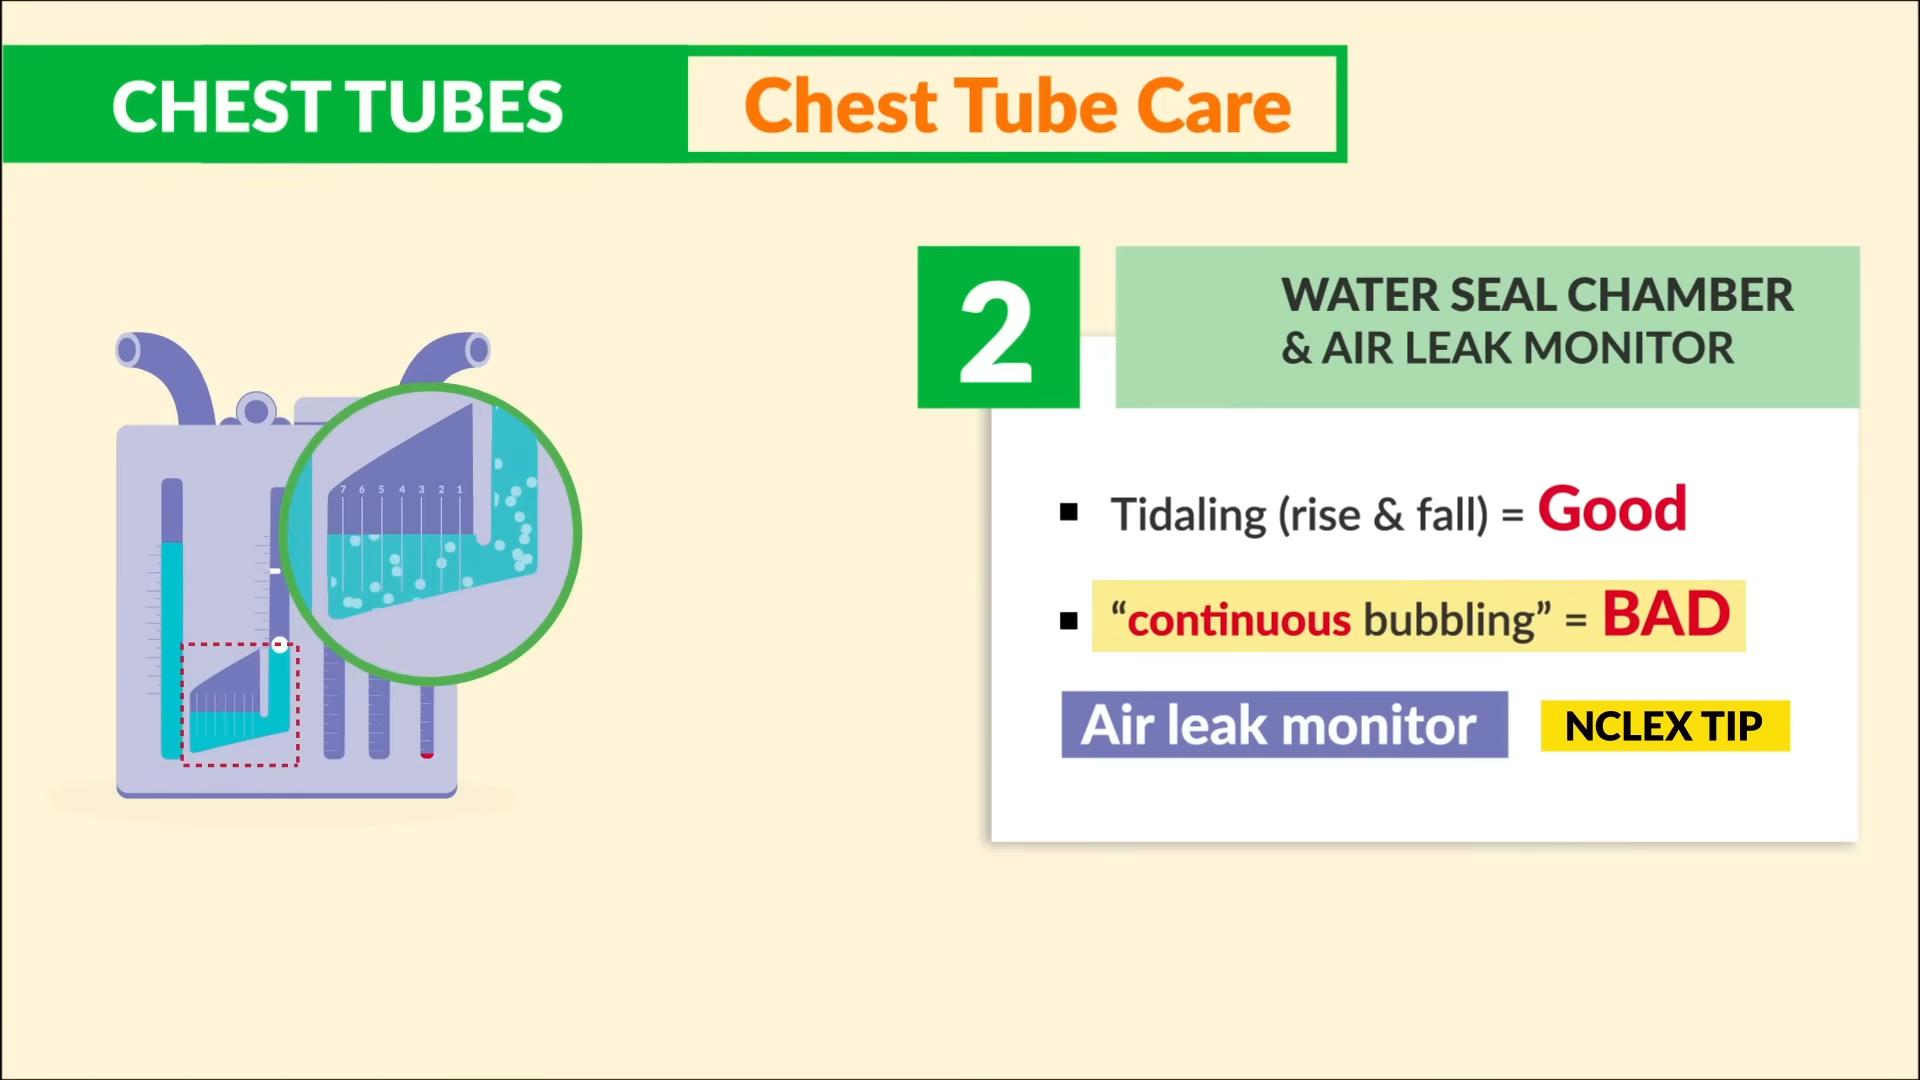 CHEST TUBES
Chest Tube Care
2
WATER SEAL CHAMBER
& AIR LEAK MONITOR
▪ Tidaling (rise & fall) = Good
▪ “continuous bubbling” = BAD
Air leak monitor
NCLEX TIP
7 6 5 4 3 2 1